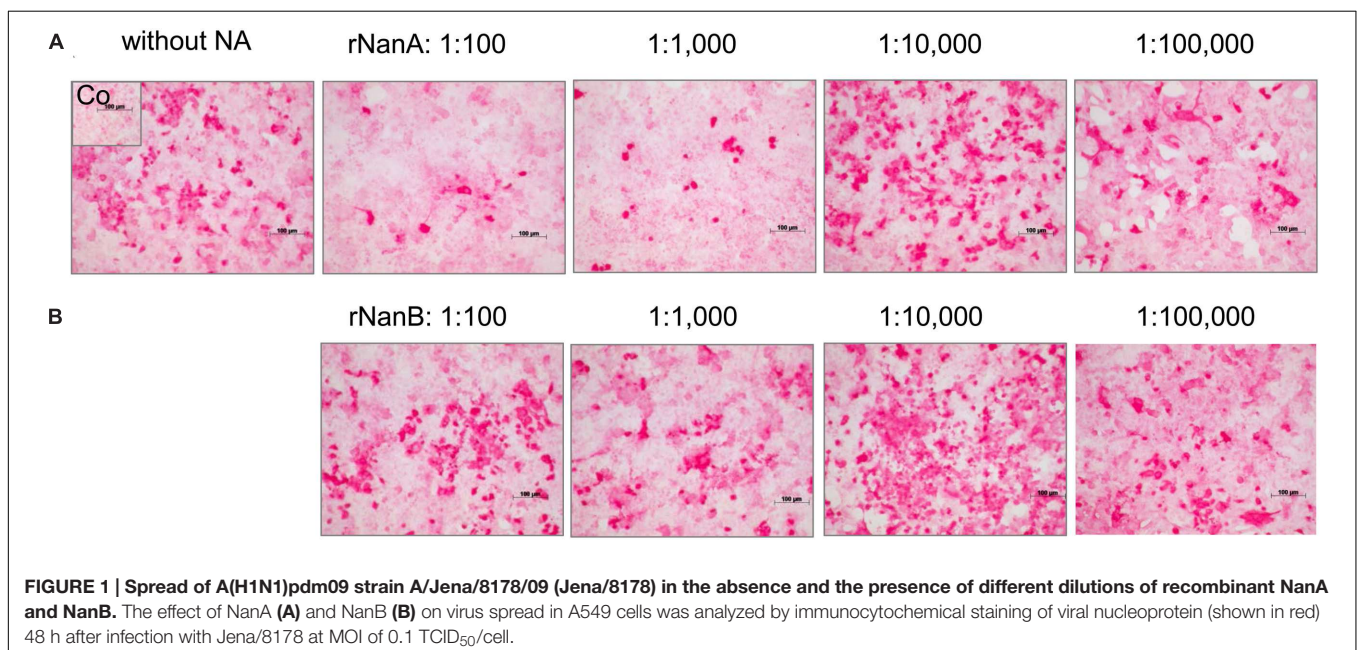 A
without NA
rNanA: 1:100
1:1,000
1:10,000
1:100,000
Co
100 µm
100 µm
100 µm
100 µm
100 µm
100 µm
B
rNanB: 1:100
1:1,000
1:10,000
1:100,000
100 µm
100 µm
100 µm
100 µm
FIGURE 1 | Spread of A(H1N1)pdm09 strain A/Jena/8178/09 (Jena/8178) in the absence and the presence of different dilutions of recombinant NanA
and NanB. The effect of NanA (A) and NanB (B) on virus spread in A549 cells was analyzed by immunocytochemical staining of viral nucleoprotein (shown in red)
48 h after infection with Jena/8178 at MOI of 0.1 TCID50/cell.